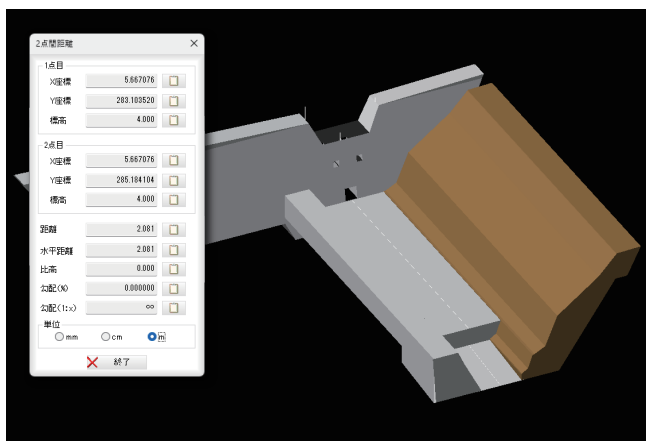 2点間距離
1点目
X座標 5.667076
Y座標 283.103520
標高 4.000
2点目
X座標 5.667076
Y座標 285.184104
標高 4.000
距離 2.081
水平距離 2.081
比高 0.000
勾配(%) 0.000000
勾配(1:x) ∞
単位
mm cm m
終了